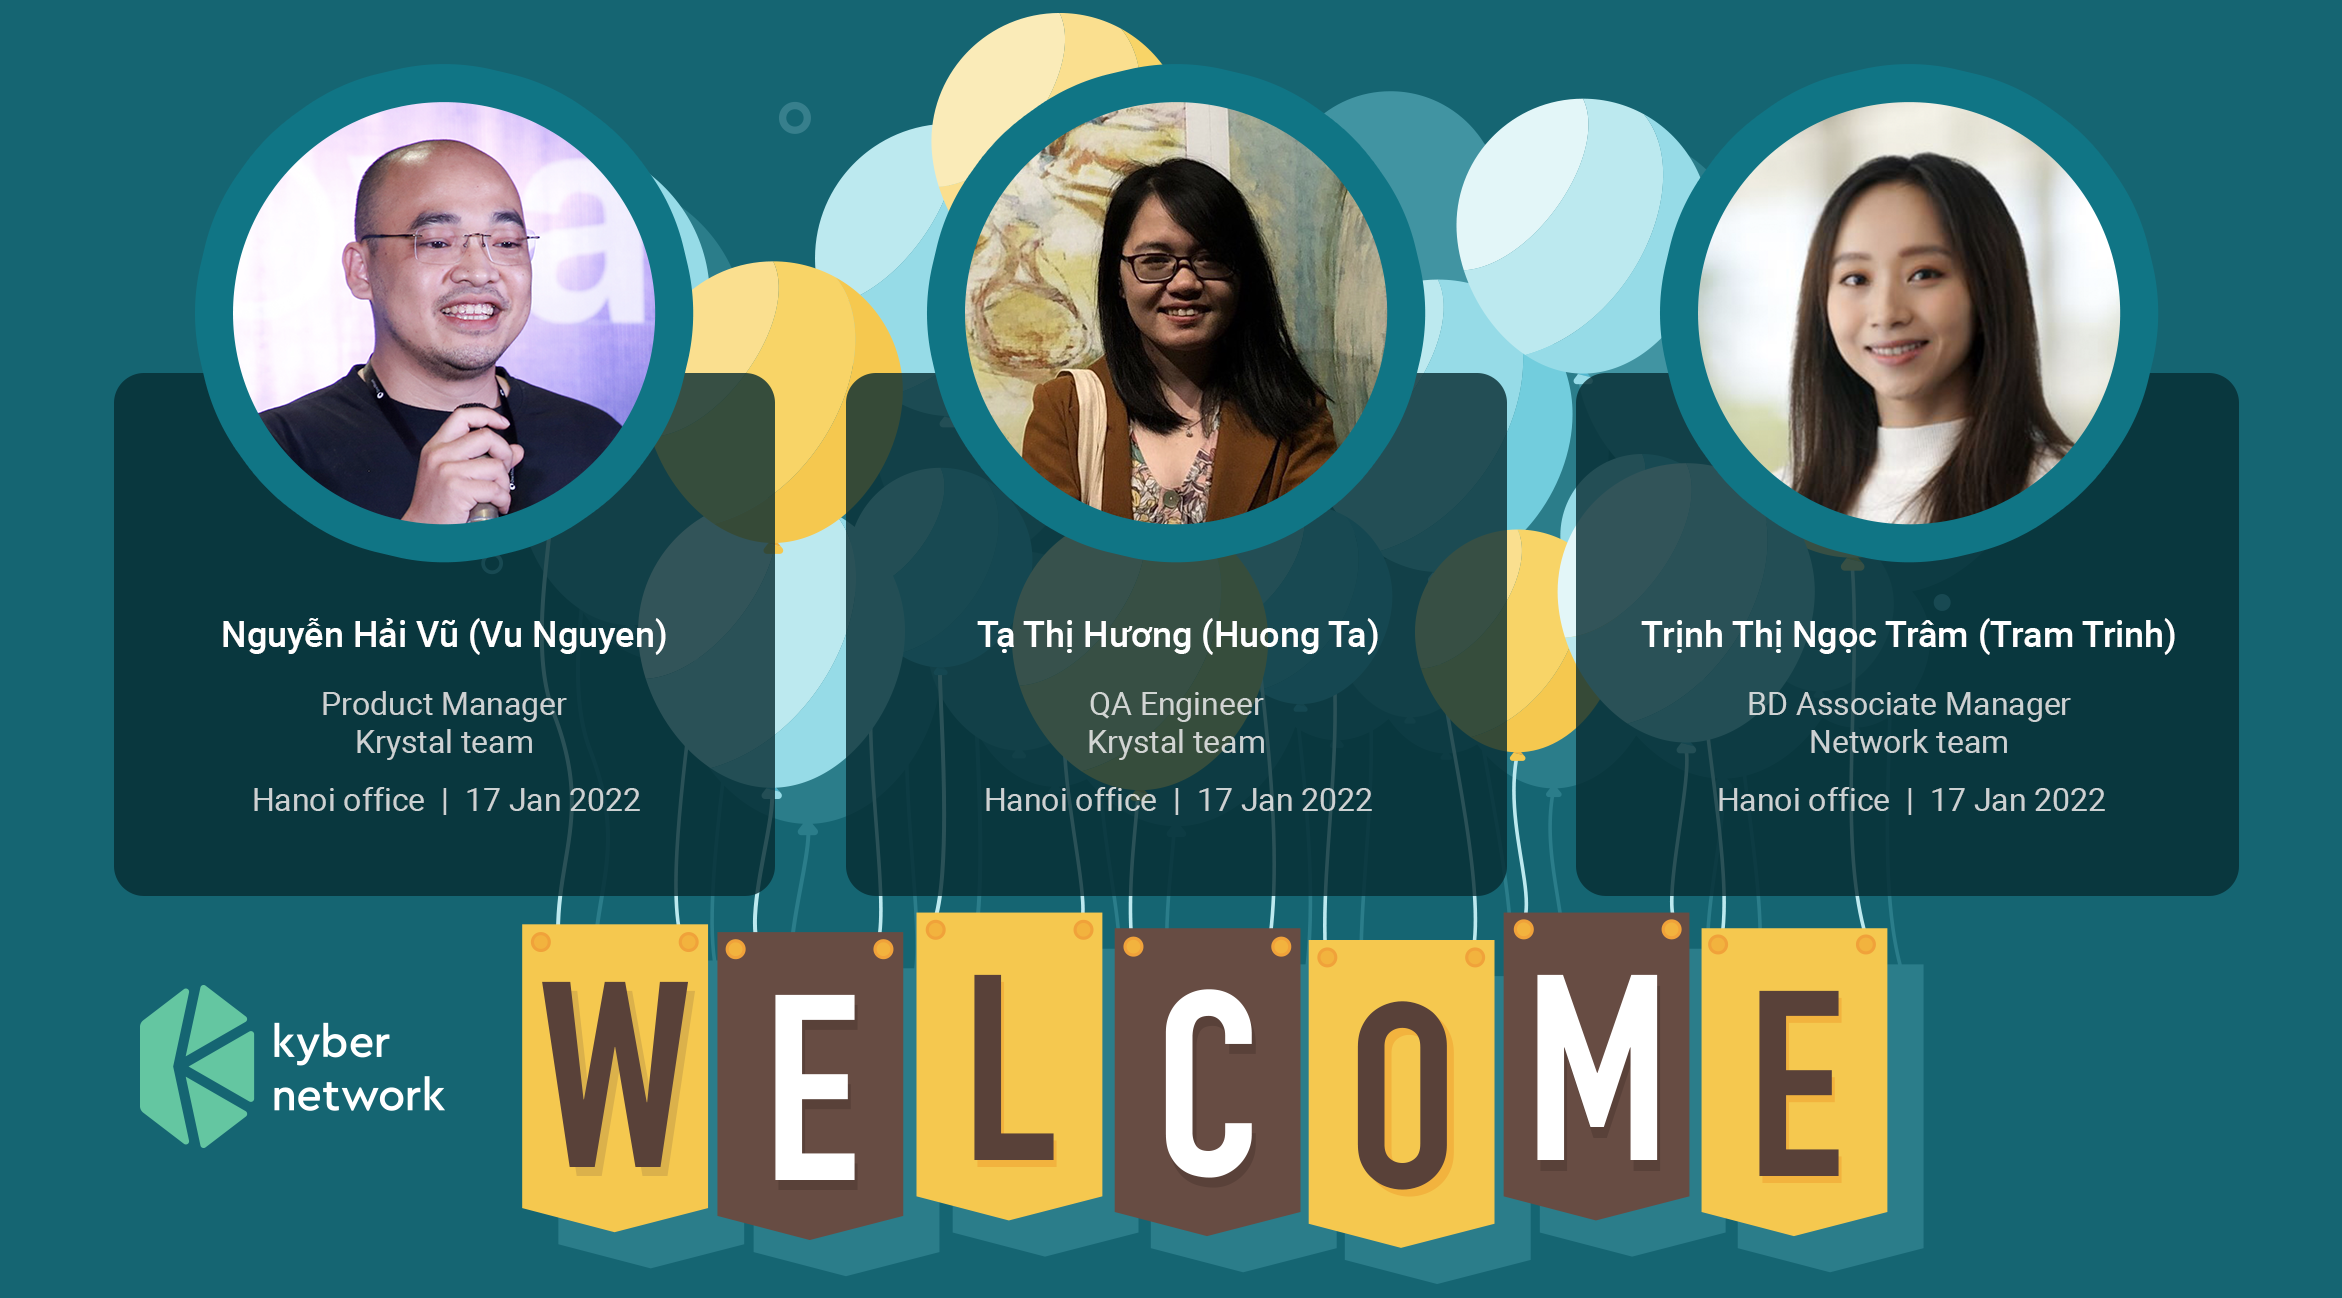 Nguyễn Hải Vũ (Vu Nguyen)
Product Manager
Krystal team
Hanoi office | 17 Jan 2022
Tạ Thị Hương (Huong Ta)
QA Engineer
Krystal team
Hanoi office | 17 Jan 2022
Trịnh Thị Ngọc Trâm (Tram Trinh)
BD Associate Manager
Network team
Hanoi office | 17 Jan 2022
kyber
network
WELCOME